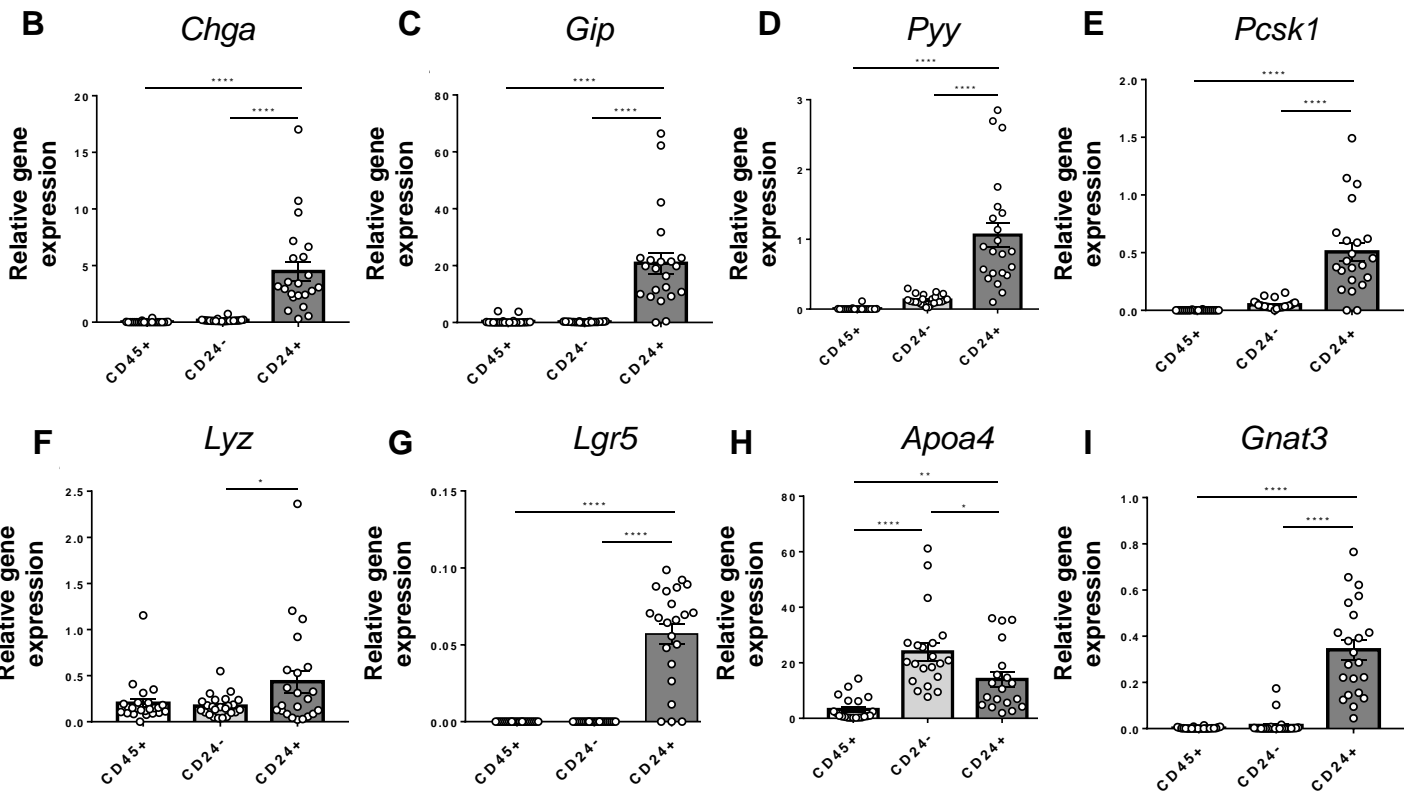 B Chga
Relative gene
expression
****
****
20
15
10
5
0
CD45+ CD24- CD24+
C Gip
Relative gene
expression
****
****
80
60
40
20
0
CD45+ CD24- CD24+
D Pyy
Relative gene
expression
****
****
3
2
1
0
CD45+ CD24- CD24+
E Pcsk1
Relative gene
expression
****
****
2.0
1.5
1.0
0.5
0.0
CD45+ CD24- CD24+
F Lyz
Relative gene
expression
*
2.5
2.0
1.5
1.0
0.5
0.0
CD45+ CD24- CD24+
G Lgr5
Relative gene
expression
****
****
0.15
0.10
0.05
0.00
CD45+ CD24- CD24+
H Apoa4
Relative gene
expression
**
*
****
80
60
40
20
0
CD45+ CD24- CD24+
I Gnat3
Relative gene
expression
****
****
1.0
0.8
0.6
0.4
0.2
0.0
CD45+ CD24- CD24+